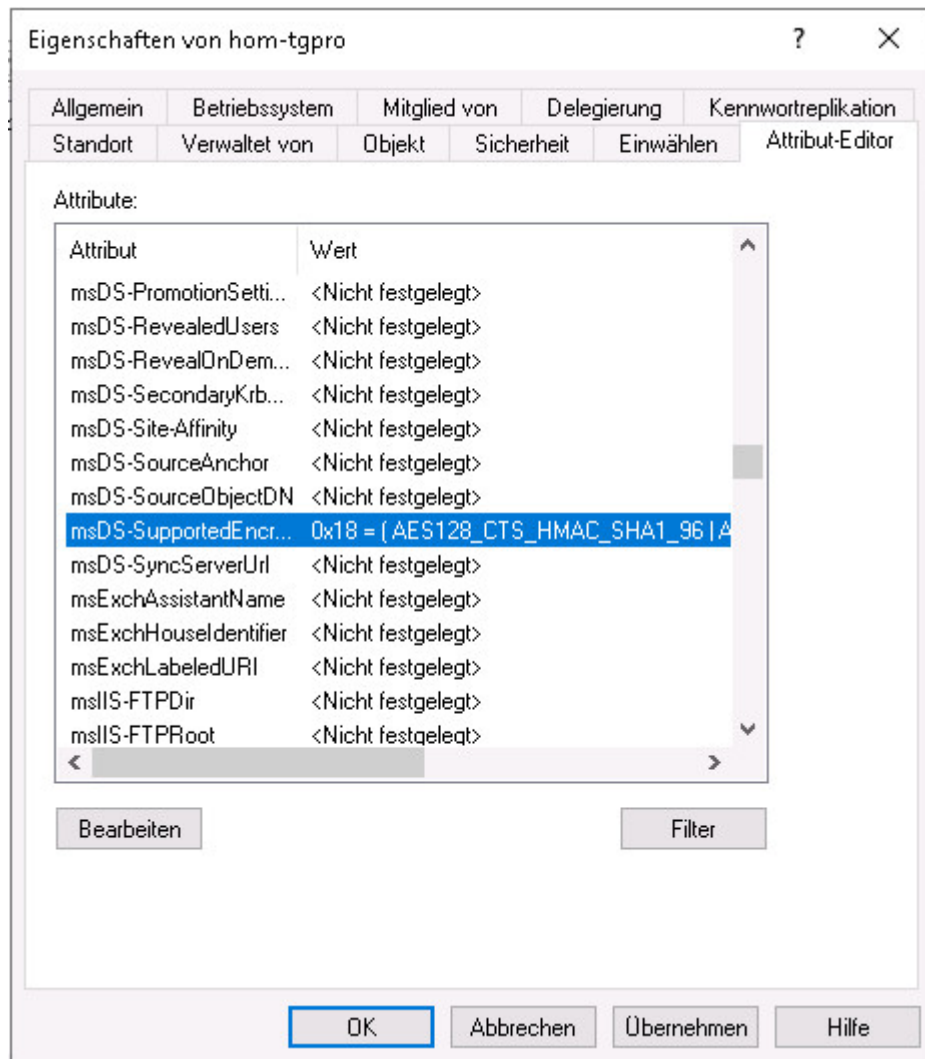 Eigenschaften von hom-tgpro
Allgemein Betriebssystem Mitglied von Delegierung Kennwortreplikation
Standort Verwaltet von Objekt Sicherheit Einwählen Attribut-Editor
Attribute:
Attribut Wert
msDS-PromotionSetti... <Nicht festgelegt>
msDS-RevealedUsers <Nicht festgelegt>
msDS-RevealOnDem... <Nicht festgelegt>
msDS-SecondaryKrb... <Nicht festgelegt>
msDS-Site-Affinity <Nicht festgelegt>
msDS-SourceAnchor <Nicht festgelegt>
msDS-SourceObjectDN <Nicht festgelegt>
msDS-SupportedEncr... 0x18 = ( AES128_CTS_HMAC_SHA1_96 | A
msDS-SyncServerUrl <Nicht festgelegt>
msExchAssistantName <Nicht festgelegt>
msExchHouseIdentifier <Nicht festgelegt>
msExchLabeledURI <Nicht festgelegt>
msIIS-FTPDir <Nicht festgelegt>
msIIS-FTPRoot <Nicht festgelegt>
Bearbeiten Filter
OK Abbrechen Übernehmen Hilfe